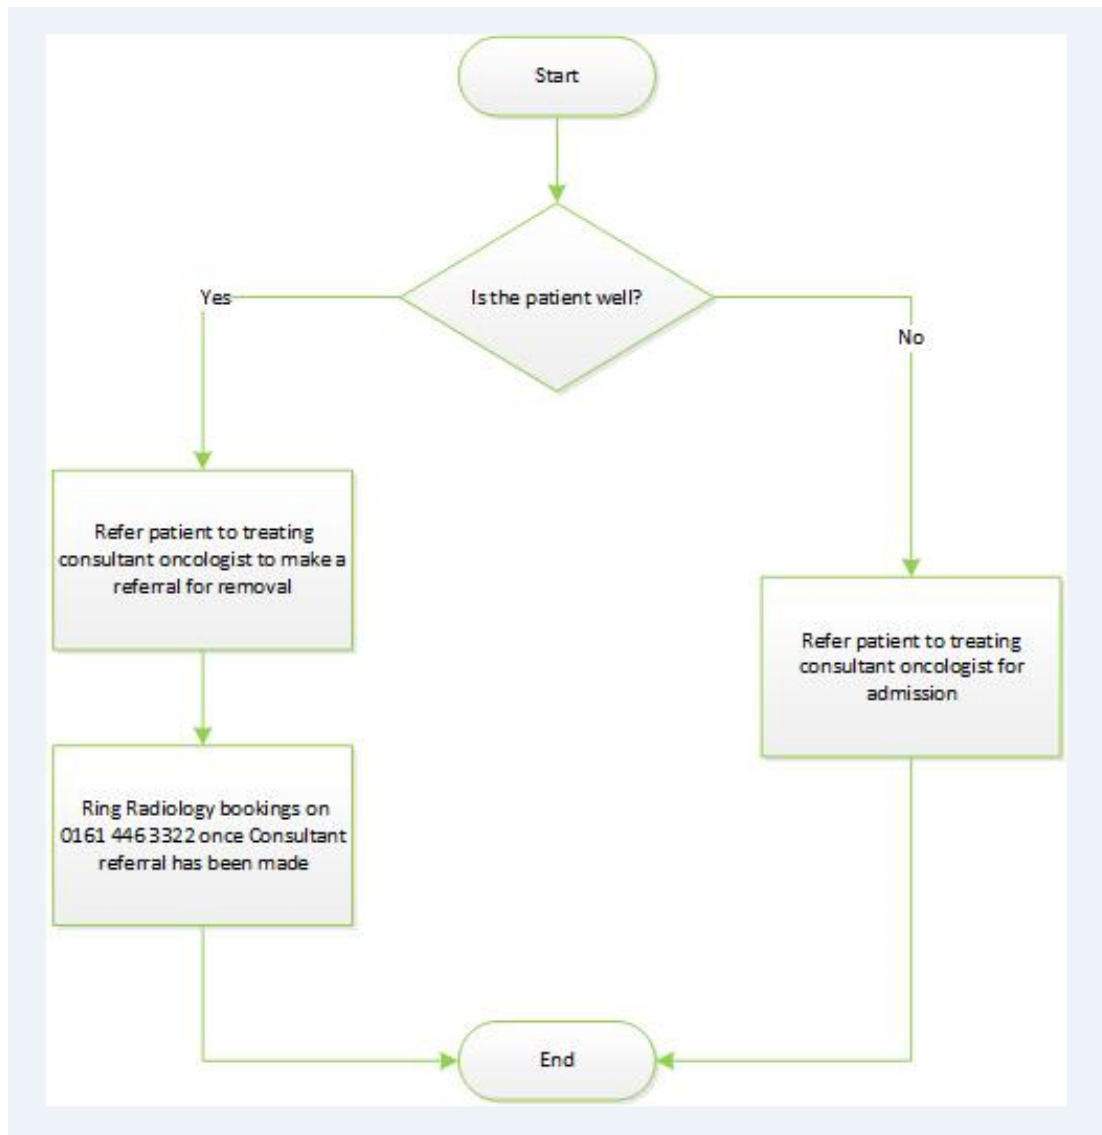 Start
Is the patient well?
Yes
No
Refer patient to treating
consultant oncologist to make a
referral for removal
Refer patient to treating
consultant oncologist for
admission
Ring Radiology bookings on
0161 446 3322 once Consultant
referral has been made
End